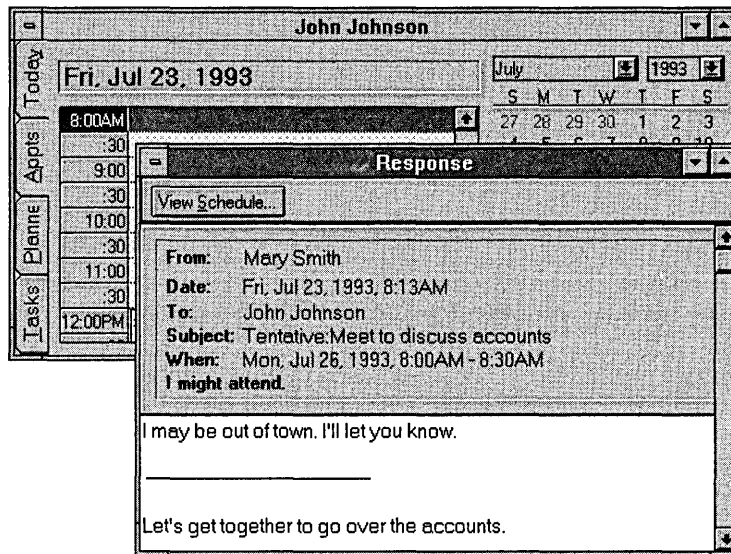 John Johnson
Today
Fri, Jul 23, 1993
July 1993
S M T W T F S
27 28 29 30 1 2 3
8:00AM
:30
9:00
:30
10:00
:30
11:00
:30
12:00PM
Appts
Planne
Tasks
Response
View Schedule...
From: Mary Smith
Date: Fri, Jul 23, 1993, 8:13AM
To: John Johnson
Subject: Tentative:Meet to discuss accounts
When: Mon, Jul 26, 1993, 8:00AM - 8:30AM
I might attend.
I may be out of town. I'll let you know.
Let's get together to go over the accounts.